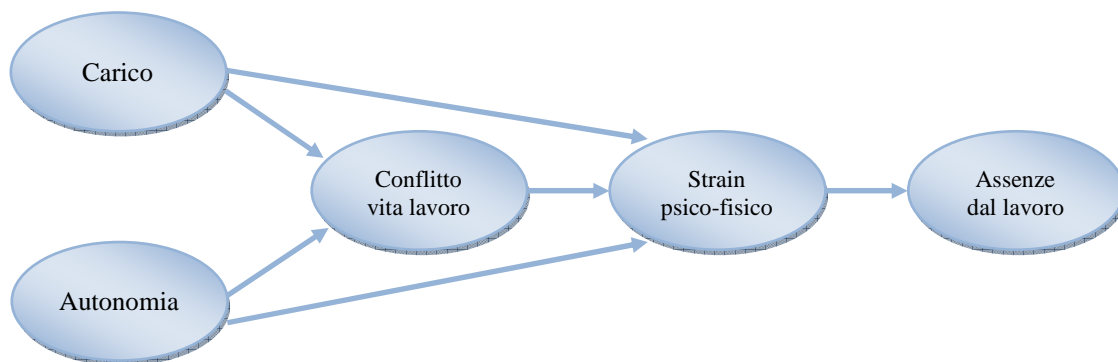 Carico
Conflitto
vita lavoro
Strain
psico-fisico
Assenze
dal lavoro
Autonomia